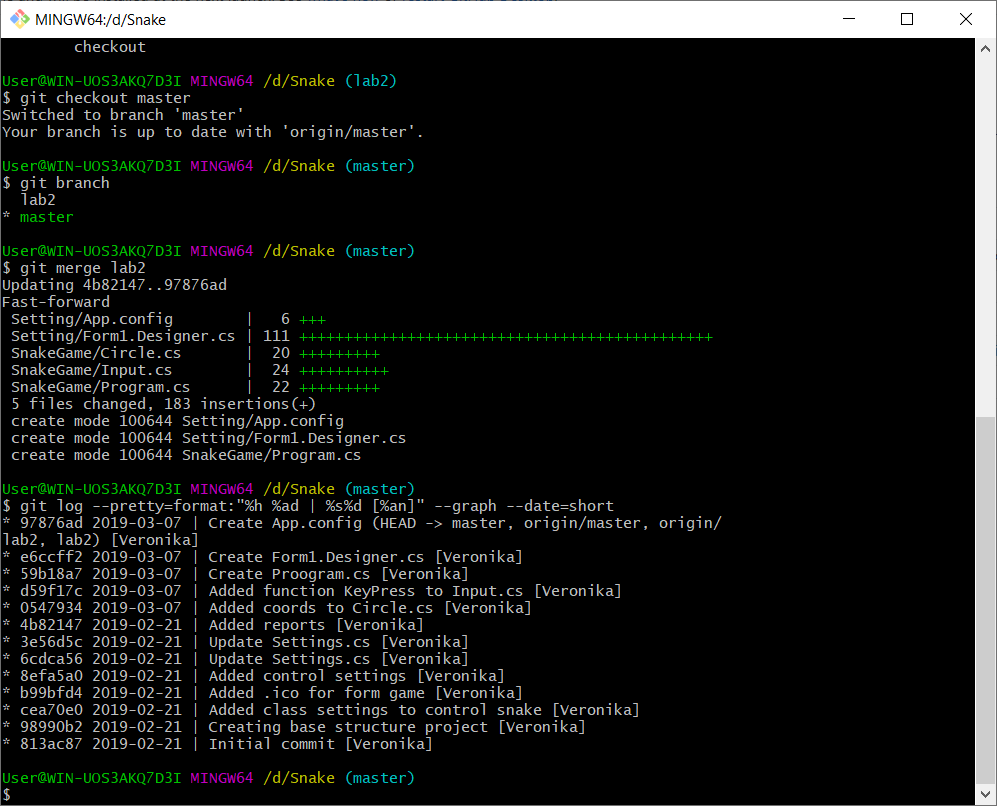 MINGW64:/d/Snake
        checkout
User@WIN-UOS3AKQ7D3I MINGW64 /d/Snake (lab2)
$ git checkout master
Switched to branch 'master'
Your branch is up to date with 'origin/master'.
User@WIN-UOS3AKQ7D3I MINGW64 /d/Snake (master)
$ git branch
  lab2
* master
User@WIN-UOS3AKQ7D3I MINGW64 /d/Snake (master)
$ git merge lab2
Updating 4b82147..97876ad
Fast-forward
 Setting/App.config        |   6 +++
 Setting/Form1.Designer.cs | 111 ++++++++++++++++++++++++++++++++++++++++++++++
 SnakeGame/Circle.cs       |  20 +++++++++
 SnakeGame/Input.cs        |  24 ++++++++++
 SnakeGame/Program.cs      |  22 +++++++++
 5 files changed, 183 insertions(+)
 create mode 100644 Setting/App.config
 create mode 100644 Setting/Form1.Designer.cs
 create mode 100644 SnakeGame/Program.cs
User@WIN-UOS3AKQ7D3I MINGW64 /d/Snake (master)
$ git log --pretty=format:"%h %ad | %s%d [%an]" --graph --date=short
* 97876ad 2019-03-07 | Create App.config (HEAD -> master, origin/master, origin/
lab2, lab2) [Veronika]
* e6ccff2 2019-03-07 | Create Form1.Designer.cs [Veronika]
* 59b18a7 2019-03-07 | Create Proogram.cs [Veronika]
* d59f17c 2019-03-07 | Added function KeyPress to Input.cs [Veronika]
* 0547934 2019-03-07 | Added coords to Circle.cs [Veronika]
* 4b82147 2019-02-21 | Added reports [Veronika]
* 3e56d5c 2019-02-21 | Update Settings.cs [Veronika]
* 6cdca56 2019-02-21 | Update Settings.cs [Veronika]
* 8efa5a0 2019-02-21 | Added control settings [Veronika]
* b99bfd4 2019-02-21 | Added .ico for form game [Veronika]
* cea70e0 2019-02-21 | Added class settings to control snake [Veronika]
* 98990b2 2019-02-21 | Creating base structure project [Veronika]
* 813ac87 2019-02-21 | Initial commit [Veronika]
User@WIN-UOS3AKQ7D3I MINGW64 /d/Snake (master)
$